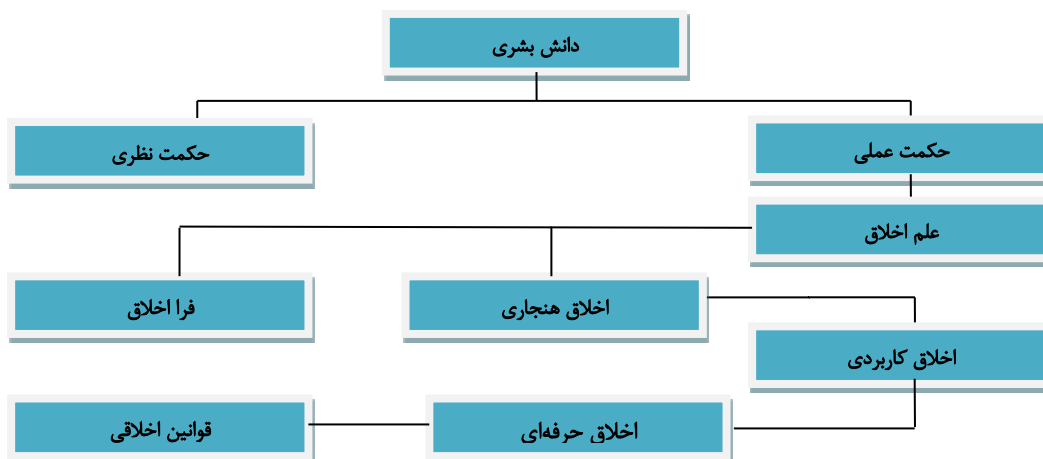 دانش بشری
حکمت عملی
حکمت نظری
علم اخلاق
اخلاق هنجاری
فرا اخلاق
اخلاق کاربردی
اخلاق حرفه‌ای
قوانین اخلاقی